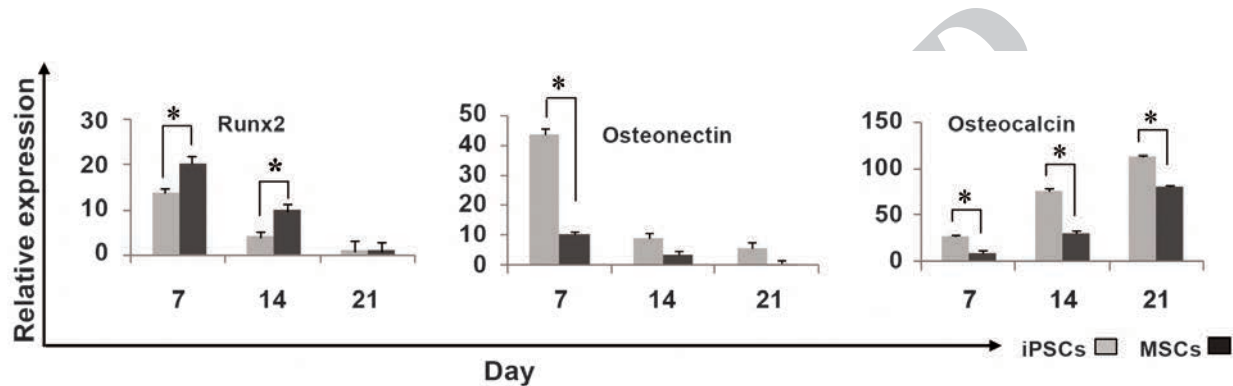 Relative expression
Runx2
30
20
10
0
*
*
7 14 21
Osteonectin
50
40
30
20
10
0
*
7 14 21
Osteocalcin
150
100
50
0
*
*
*
7 14 21
Day
iPSCs MSCs